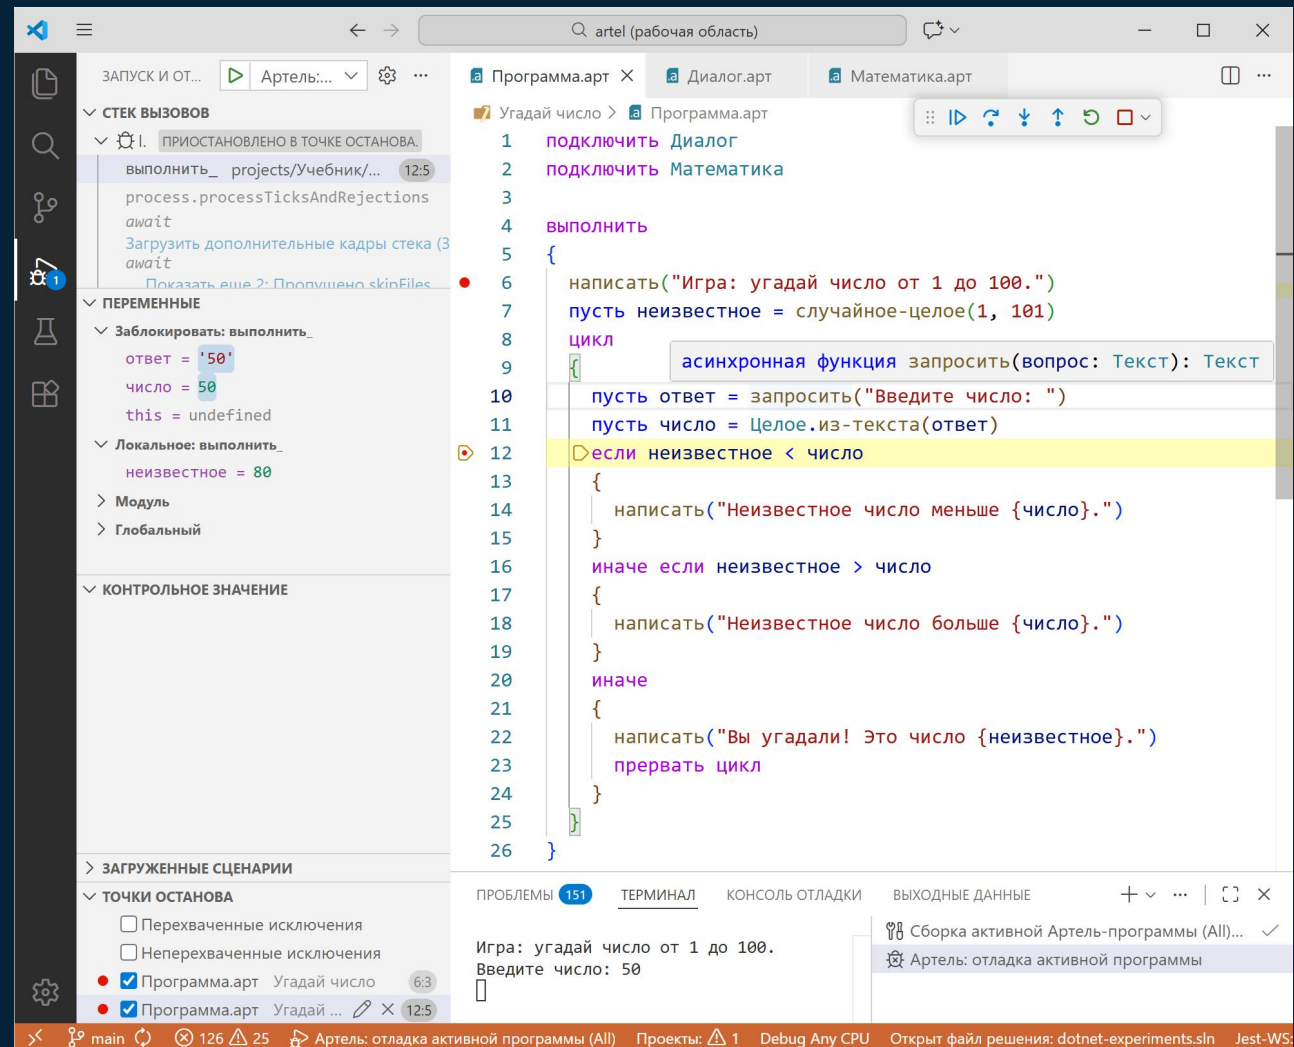 artel (рабочая область)
ЗАПУСК И ОТ...
Артель:...
СТЕК ВЫЗОВОВ
I. ПРИОСТАНОВЛЕНО В ТОЧКЕ ОСТАНОВА.
выполнить_ projects/Учебник/... 12:5
process.processTicksAndRejections
await
Загрузить дополнительные кадры стека (3
await
Показать еще 2: Пропущено skipFiles
1
ПЕРЕМЕННЫЕ
Заблокировать: выполнить_
ответ = '50'
число = 50
this = undefined
Локальное: выполнить_
неизвестное = 80
Модуль
Глобальный
КОНТРОЛЬНОЕ ЗНАЧЕНИЕ
ЗАГРУЖЕННЫЕ СЦЕНАРИИ
ТОЧКИ ОСТАНОВА
Перехваченные исключения
Неперехваченные исключения
Программа.арт Угадай число 6:3
Программа.арт Угадай ... 12:5
Программа.арт
Диалог.арт
Математика.арт
Угадай число > Программа.арт
1 подключить Диалог
2 подключить Математика
3
4 выполнить
5 {
6 написать("Игра: угадай число от 1 до 100.")
7 пусть неизвестное = случайное-целое(1, 101)
8 цикл
9 {
асинхронная функция запросить(вопрос: Текст): Текст
10 пусть ответ = запросить("Введите число: ")
11 пусть число = Целое.из-текста(ответ)
12 если неизвестное < число
13 {
14 написать("Неизвестное число меньше {число}.")
15 }
16 иначе если неизвестное > число
17 {
18 написать("Неизвестное число больше {число}.")
19 }
20 иначе
21 {
22 написать("Вы угадали! Это число {неизвестное}.")
23 прервать цикл
24 }
25 }
26 }
ПРОБЛЕМЫ 151 ТЕРМИНАЛ КОНСОЛЬ ОТЛАДКИ ВЫХОДНЫЕ ДАННЫЕ
Игра: угадай число от 1 до 100.
Введите число: 50
Сборка активной Артель-программы (All)...
Артель: отладка активной программы
main 126 25 Артель: отладка активной программы (All) Проекты: 1 Debug Any CPU Открыт файл решения: dotnet-experiments.sln Jest-WS: